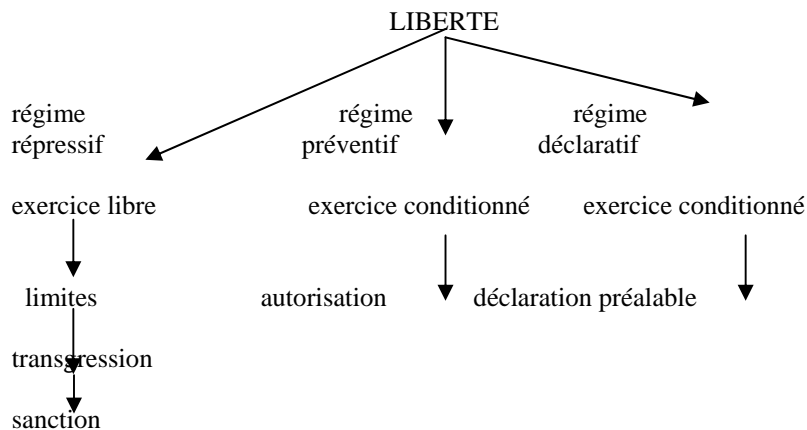 LIBERTE
régime régime régime
répressif préventif déclaratif
exercice libre exercice conditionné exercice conditionné
limites autorisation déclaration préalable
transgression
sanction